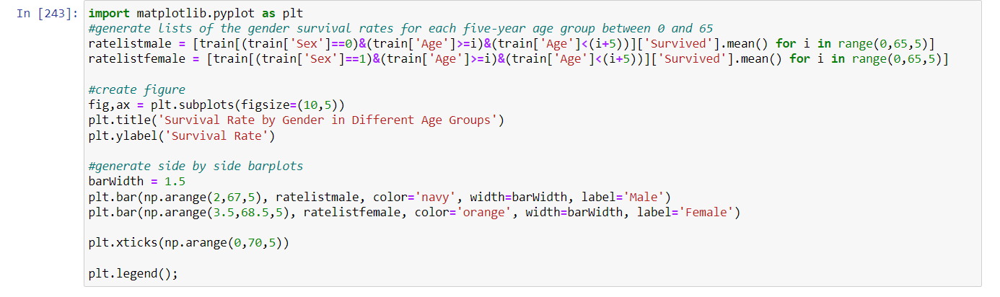 In [243]: import matplotlib.pyplot as plt
#generate lists of the gender survival rates for each five-year age group between 0 and 65
ratelistmale = [train[(train['Sex']==0)&(train['Age']>=i)&(train['Age']<(i+5))]['Survived'].mean() for i in range(0,65,5)]
ratelistfemale = [train[(train['Sex']==1)&(train['Age']>=i)&(train['Age']<(i+5))]['Survived'].mean() for i in range(0,65,5)]

#create figure
fig,ax = plt.subplots(figsize=(10,5))
plt.title('Survival Rate by Gender in Different Age Groups')
plt.ylabel('Survival Rate')

#generate side by side barplots
barWidth = 1.5
plt.bar(np.arange(2,67,5), ratelistmale, color='navy', width=barWidth, label='Male')
plt.bar(np.arange(3.5,68.5,5), ratelistfemale, color='orange', width=barWidth, label='Female')

plt.xticks(np.arange(0,70,5))

plt.legend();